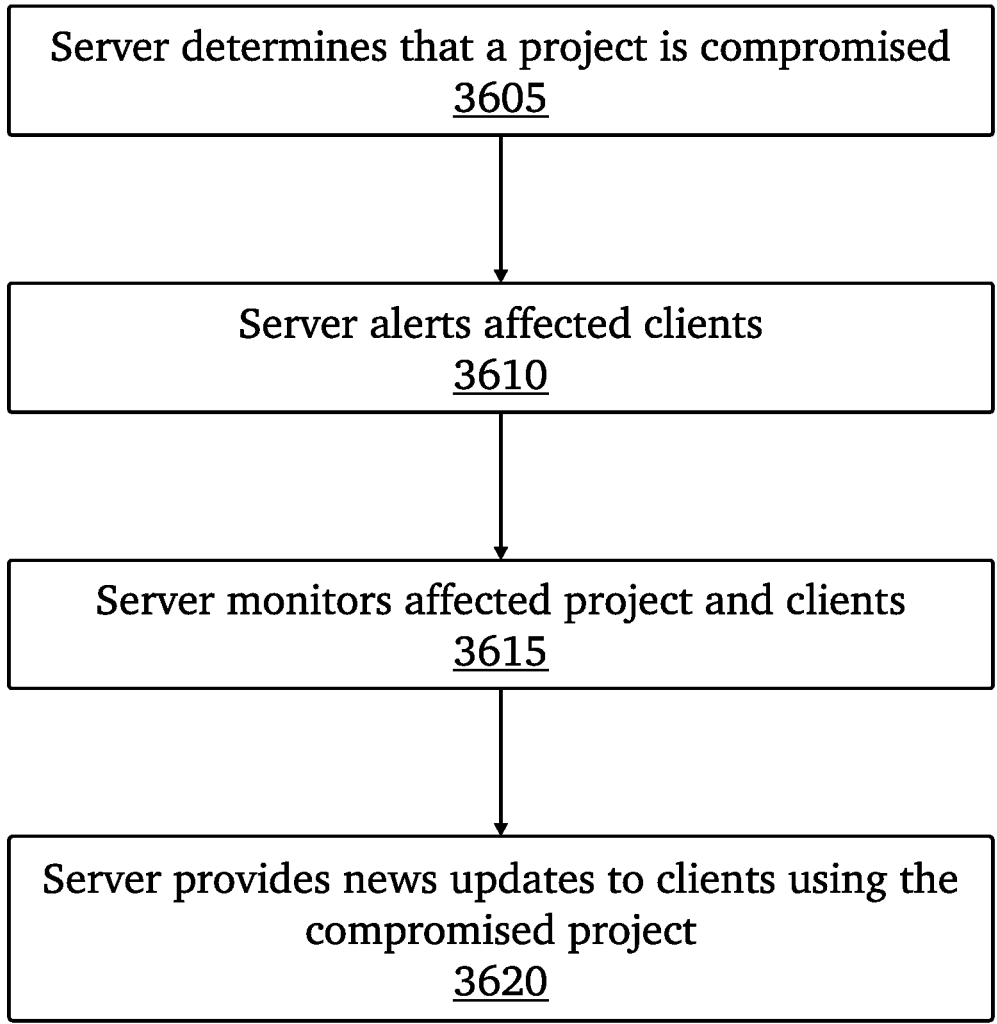 Server determines that a project is compromised
3605
Server alerts affected clients
3610
Server monitors affected project and clients
3615
Server provides news updates to clients using the
compromised project
3620